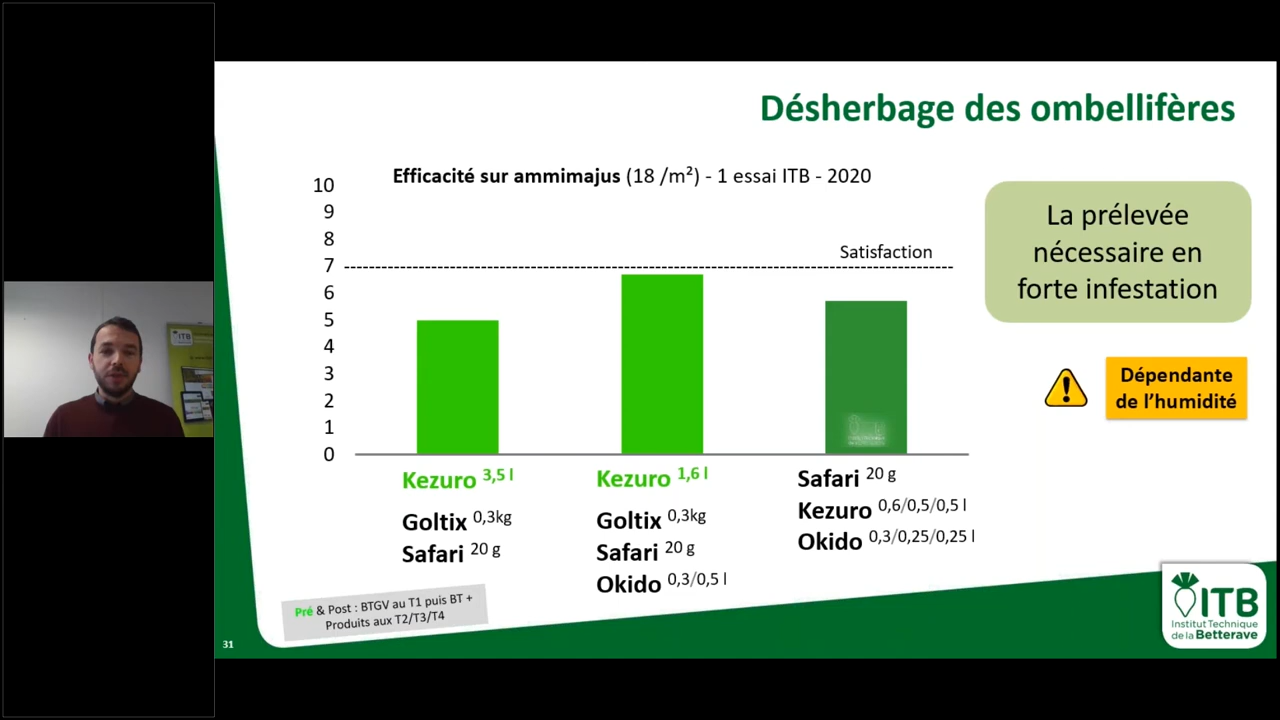 Désherbage des ombellifères
Efficacité sur ammimajus (18 /m²) - 1 essai ITB - 2020
10
9
8
7
6
5
4
3
2
1
0
Satisfaction
La prélevée
nécessaire en
forte infestation
Dépendante
de l’humidité
Kezuro 3,5 l
Goltix 0,3kg
Safari 20 g
Kezuro 1,6 l
Goltix 0,3kg
Safari 20 g
Okido 0,3/0,5 l
Safari 20 g
Kezuro 0,6/0,5/0,5 l
Okido 0,3/0,25/0,25 l
Pré & Post : BTGV au T1 puis BT +
Produits aux T2/T3/T4
31
ITB
Institut Technique
de la Betterave
ITB